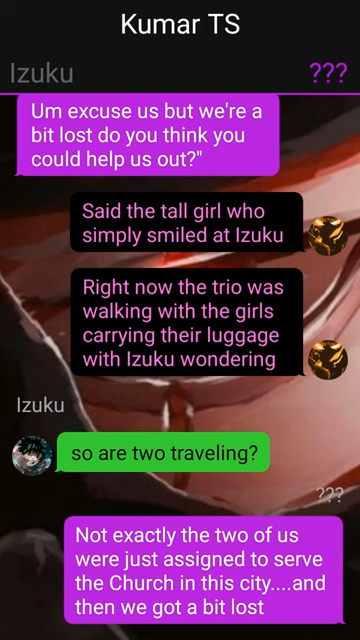 Kumar TS
Izuku
???
Um excuse us but we're a
bit lost do you think you
could help us out?"
Said the tall girl who
simply smiled at Izuku
Right now the trio was
walking with the girls
carrying their luggage
with Izuku wondering
Izuku
so are two traveling?
???
Not exactly the two of us
were just assigned to serve
the Church in this city....and
then we got a bit lost